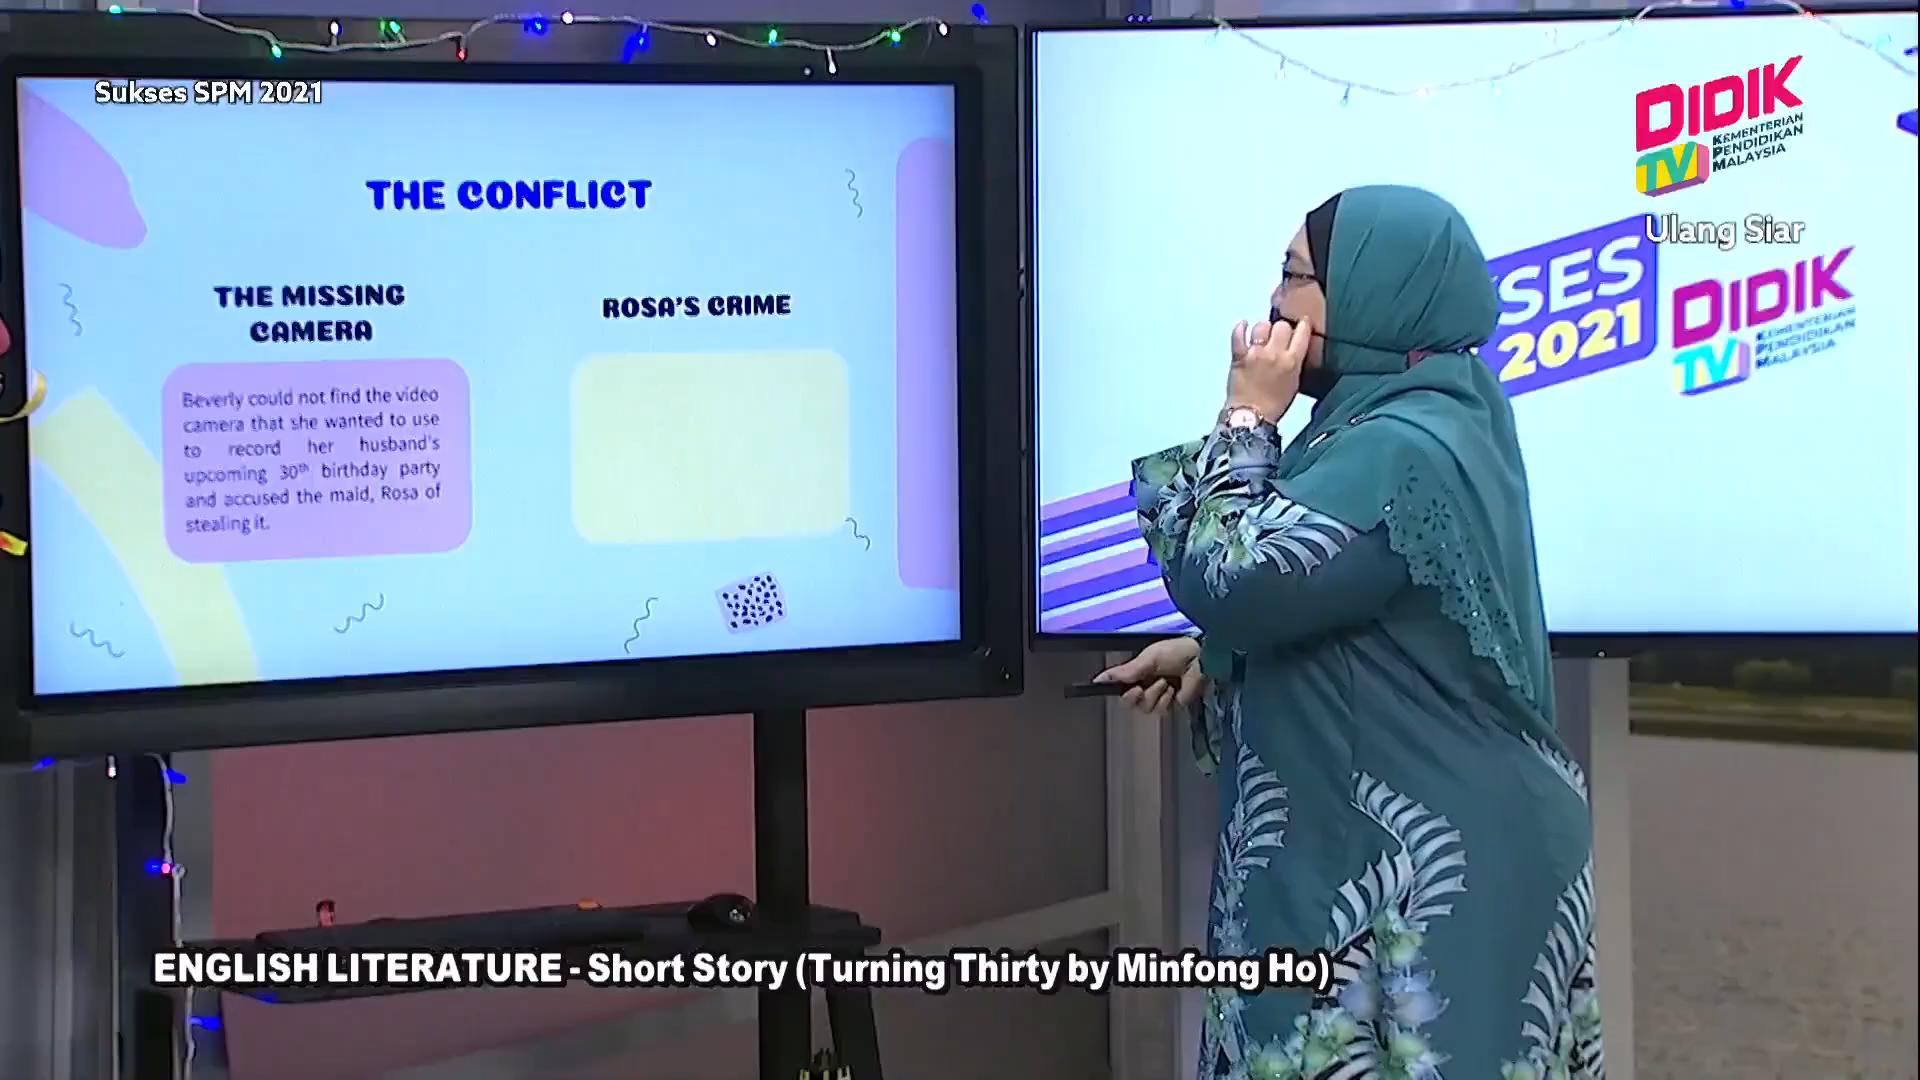 Sukses SPM 2021
THE CONFLICT
THE MISSING
CAMERA
Beverly could not find the video
camera that she wanted to use
to record her husband's
upcoming 30th birthday party
and accused the maid, Rosa of
stealing it.
ROSA'S CRIME
DIDIK
TV
KEMENTERIAN
PENDIDIKAN
MALAYSIA
Ulang Siar
SES
2021
DIDIK
TV
KEMENTERIAN
PENDIDIKAN
MALAYSIA
ENGLISH LITERATURE - Short Story (Turning Thirty by Minfong Ho)